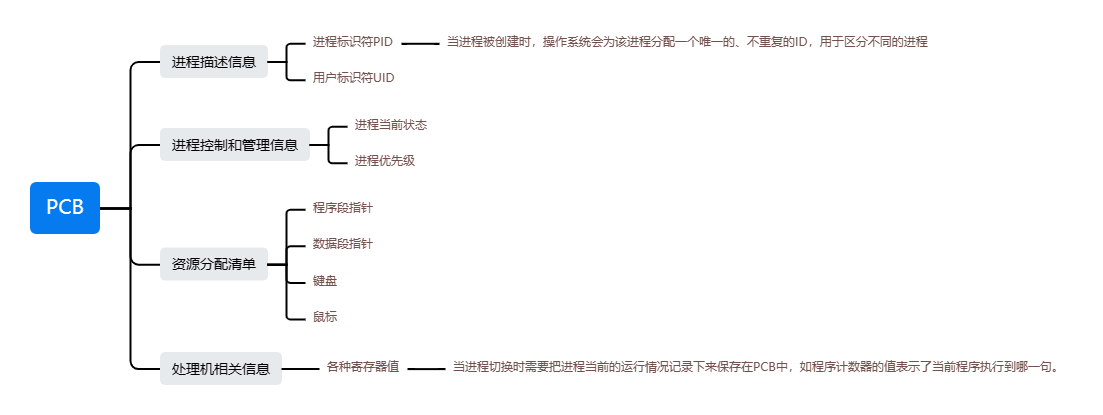 PCB
进程描述信息
进程标识符PID
当进程被创建时，操作系统会为该进程分配一个唯一的、不重复的ID，用于区分不同的进程
用户标识符UID
进程控制和管理信息
进程当前状态
进程优先级
资源分配清单
程序段指针
数据段指针
键盘
鼠标
处理机相关信息
各种寄存器值
当进程切换时需要把进程当前的运行情况记录下来保存在PCB中，如程序计数器的值表示了当前程序执行到哪一句。